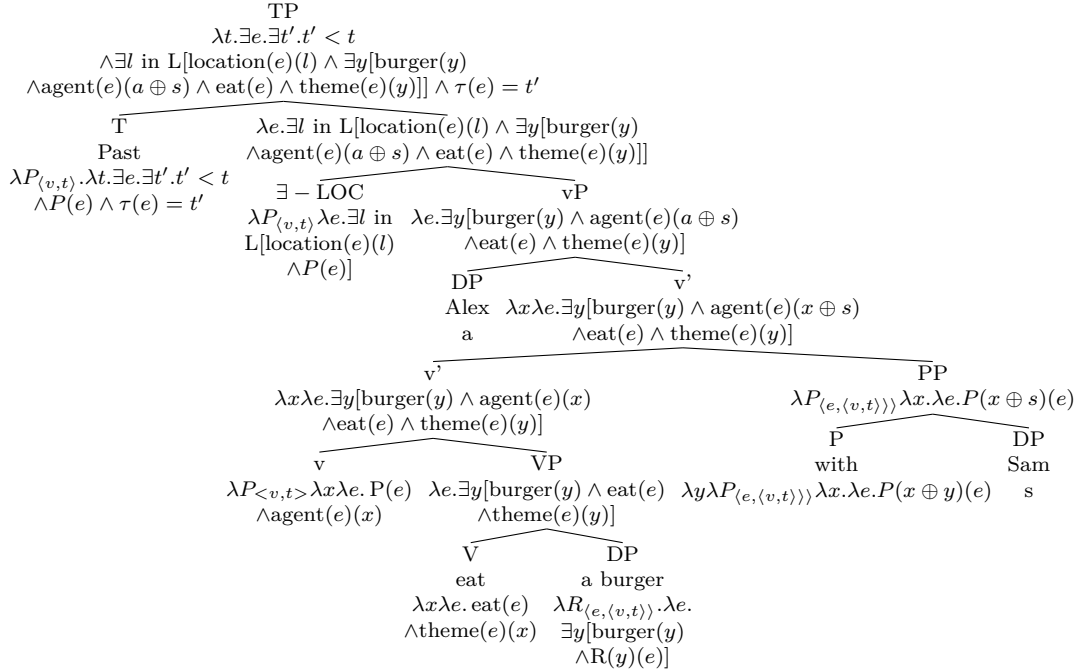 TP
λt.∃e.∃t′.t′ < t
∧∃l in L[location(e)(l) ∧ ∃y[burger(y)
∧agent(e)(a ⊕ s) ∧ eat(e) ∧ theme(e)(y)]] ∧ τ(e) = t′
T
Past
λP⟨v,t⟩.λt.∃e.∃t′.t′ < t
∧P(e) ∧ τ(e) = t′
λe.∃l in L[location(e)(l) ∧ ∃y[burger(y)
∧agent(e)(a ⊕ s) ∧ eat(e) ∧ theme(e)(y)]]
∃ − LOC
λP⟨v,t⟩λe.∃l in
L[location(e)(l)
∧P(e)]
vP
λe.∃y[burger(y) ∧ agent(e)(a ⊕ s)
∧eat(e) ∧ theme(e)(y)]
DP
Alex
a
v'
λxλe.∃y[burger(y) ∧ agent(e)(x ⊕ s)
∧eat(e) ∧ theme(e)(y)]
v'
λxλe.∃y[burger(y) ∧ agent(e)(x)
∧eat(e) ∧ theme(e)(y)]
v
λP<v,t>λxλe. P(e)
∧agent(e)(x)
VP
λe.∃y[burger(y) ∧ eat(e)
∧theme(e)(y)]
V
eat
λxλe. eat(e)
∧theme(e)(x)
DP
a burger
λR⟨e,⟨v,t⟩⟩.λe.
∃y[burger(y)
∧R(y)(e)]
PP
λP⟨e,⟨v,t⟩⟩⟩λx.λe.P(x ⊕ s)(e)
P
with
λyλP⟨e,⟨v,t⟩⟩⟩λx.λe.P(x ⊕ y)(e)
DP
Sam
s